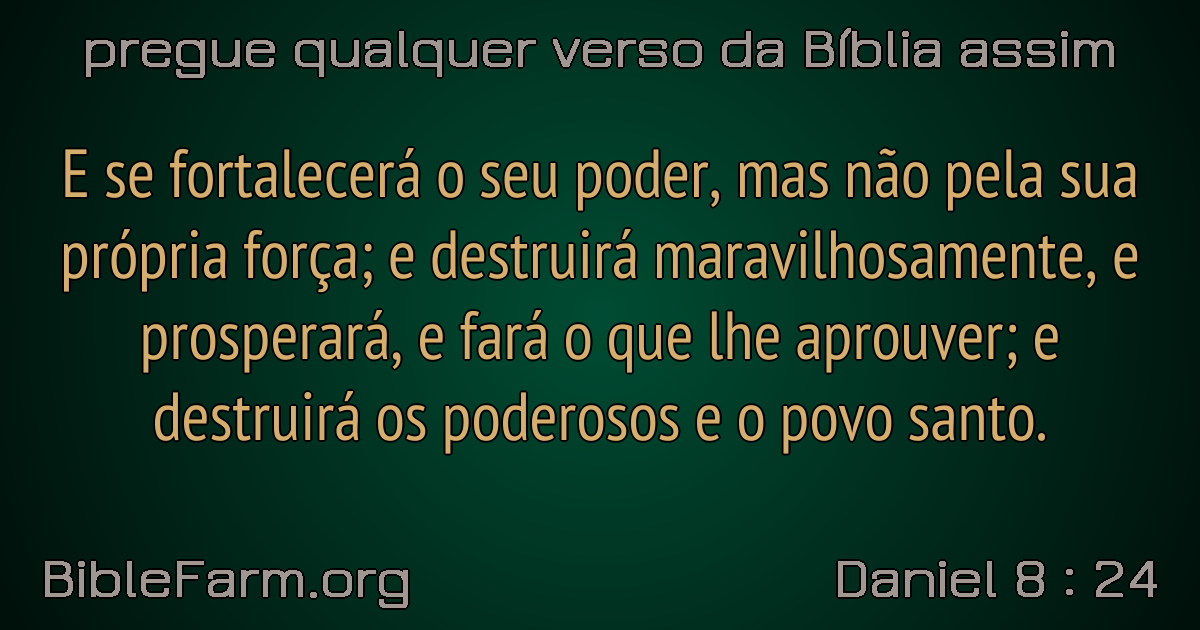 pregue qualquer verso da Bíblia assim
E se fortalecerá o seu poder, mas não pela sua
própria força; e destruirá maravilhosamente, e
prosperará, e fará o que lhe aprouver; e
destruirá os poderosos e o povo santo.
BibleFarm.org
Daniel 8 : 24